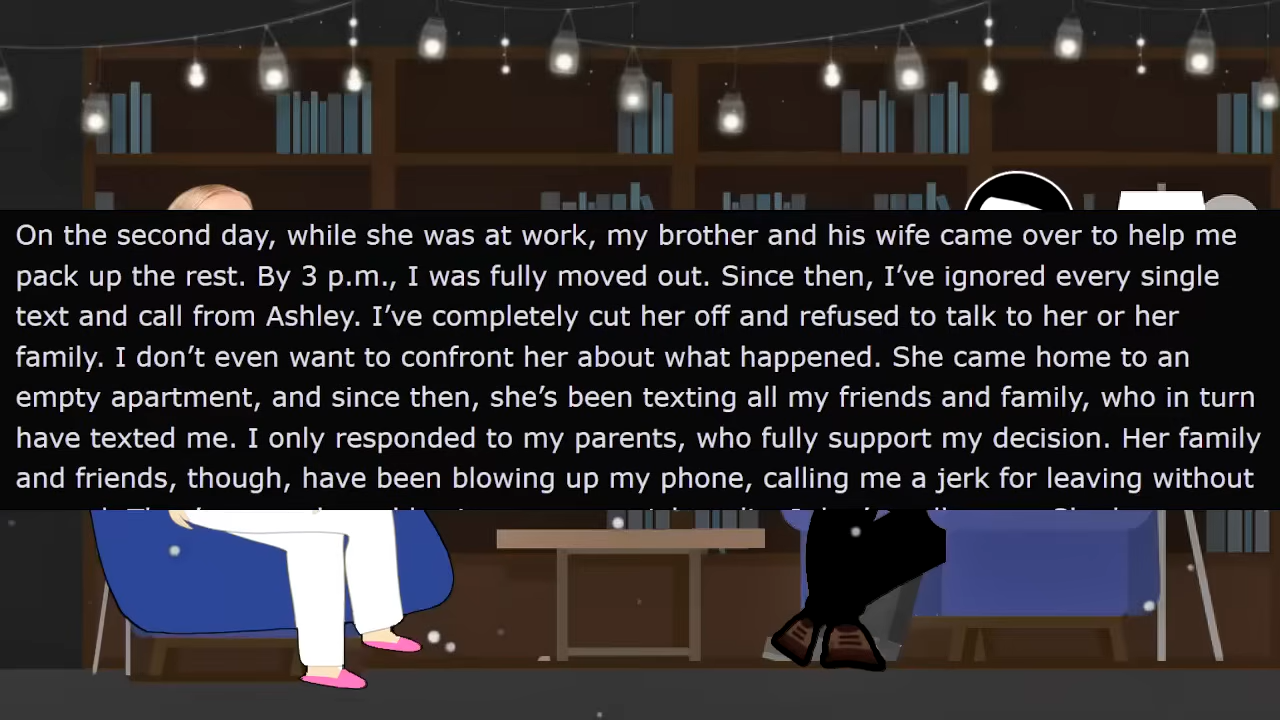 On the second day, while she was at work, my brother and his wife came over to help me
pack up the rest. By 3 p.m., I was fully moved out. Since then, I’ve ignored every single
text and call from Ashley. I’ve completely cut her off and refused to talk to her or her
family. I don’t even want to confront her about what happened. She came home to an
empty apartment, and since then, she’s been texting all my friends and family, who in turn
have texted me. I only responded to my parents, who fully support my decision. Her family
and friends, though, have been blowing up my phone, calling me a jerk for leaving without